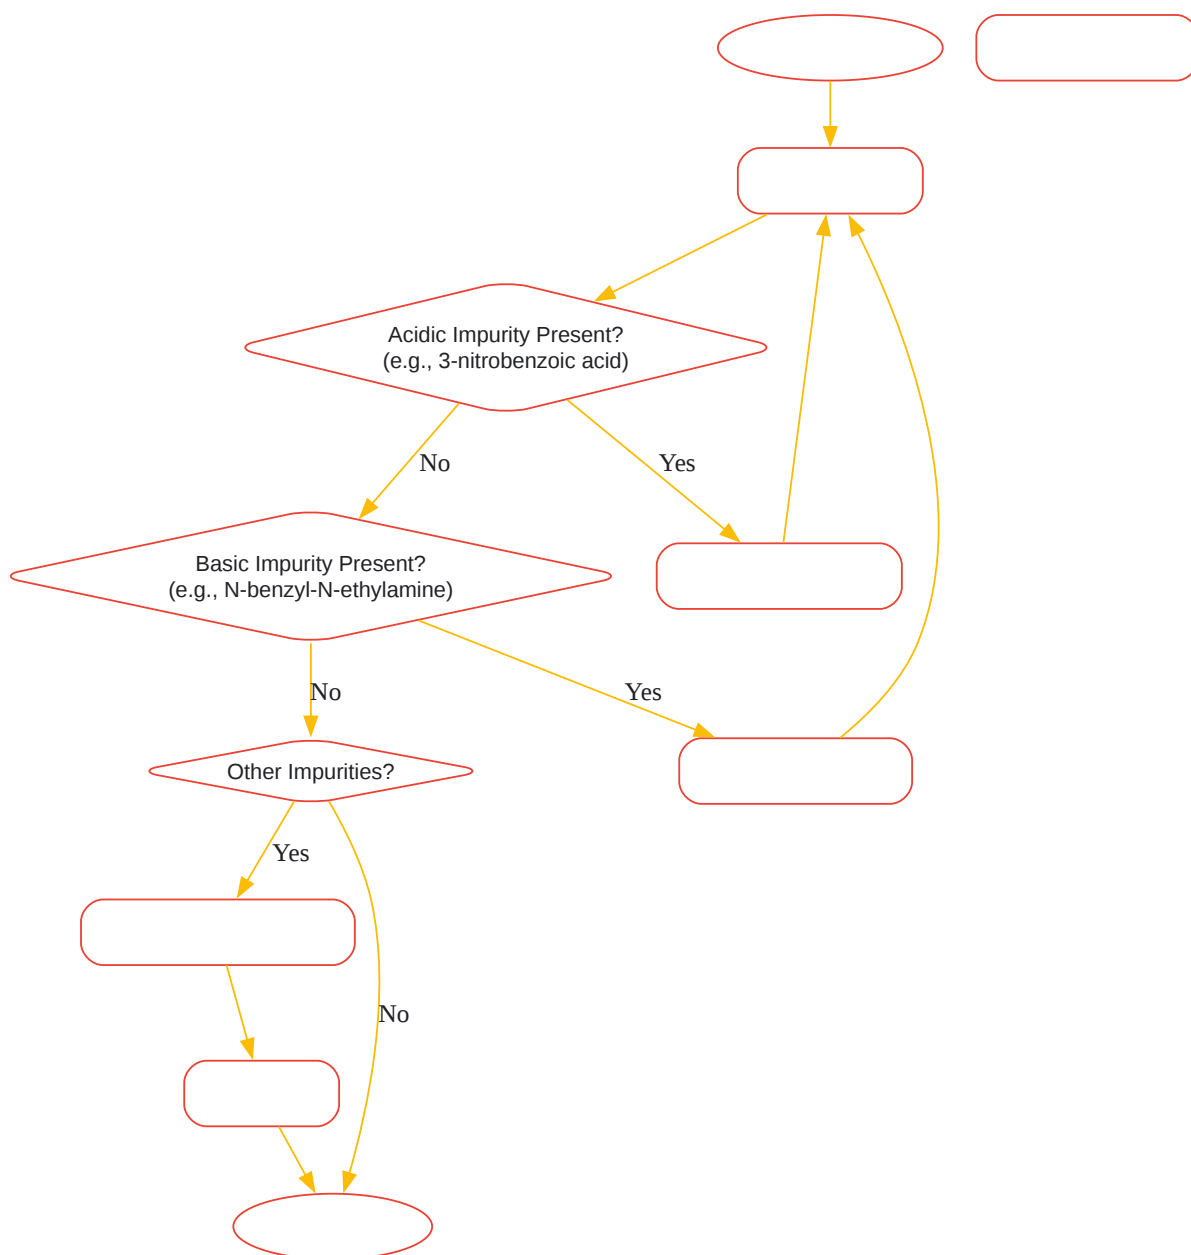 Acidic Impurity Present?
(e.g., 3-nitrobenzoic acid)
No
Yes
Basic Impurity Present?
(e.g., N-benzyl-N-ethylamine)
No
Yes
Other Impurities?
Yes
No